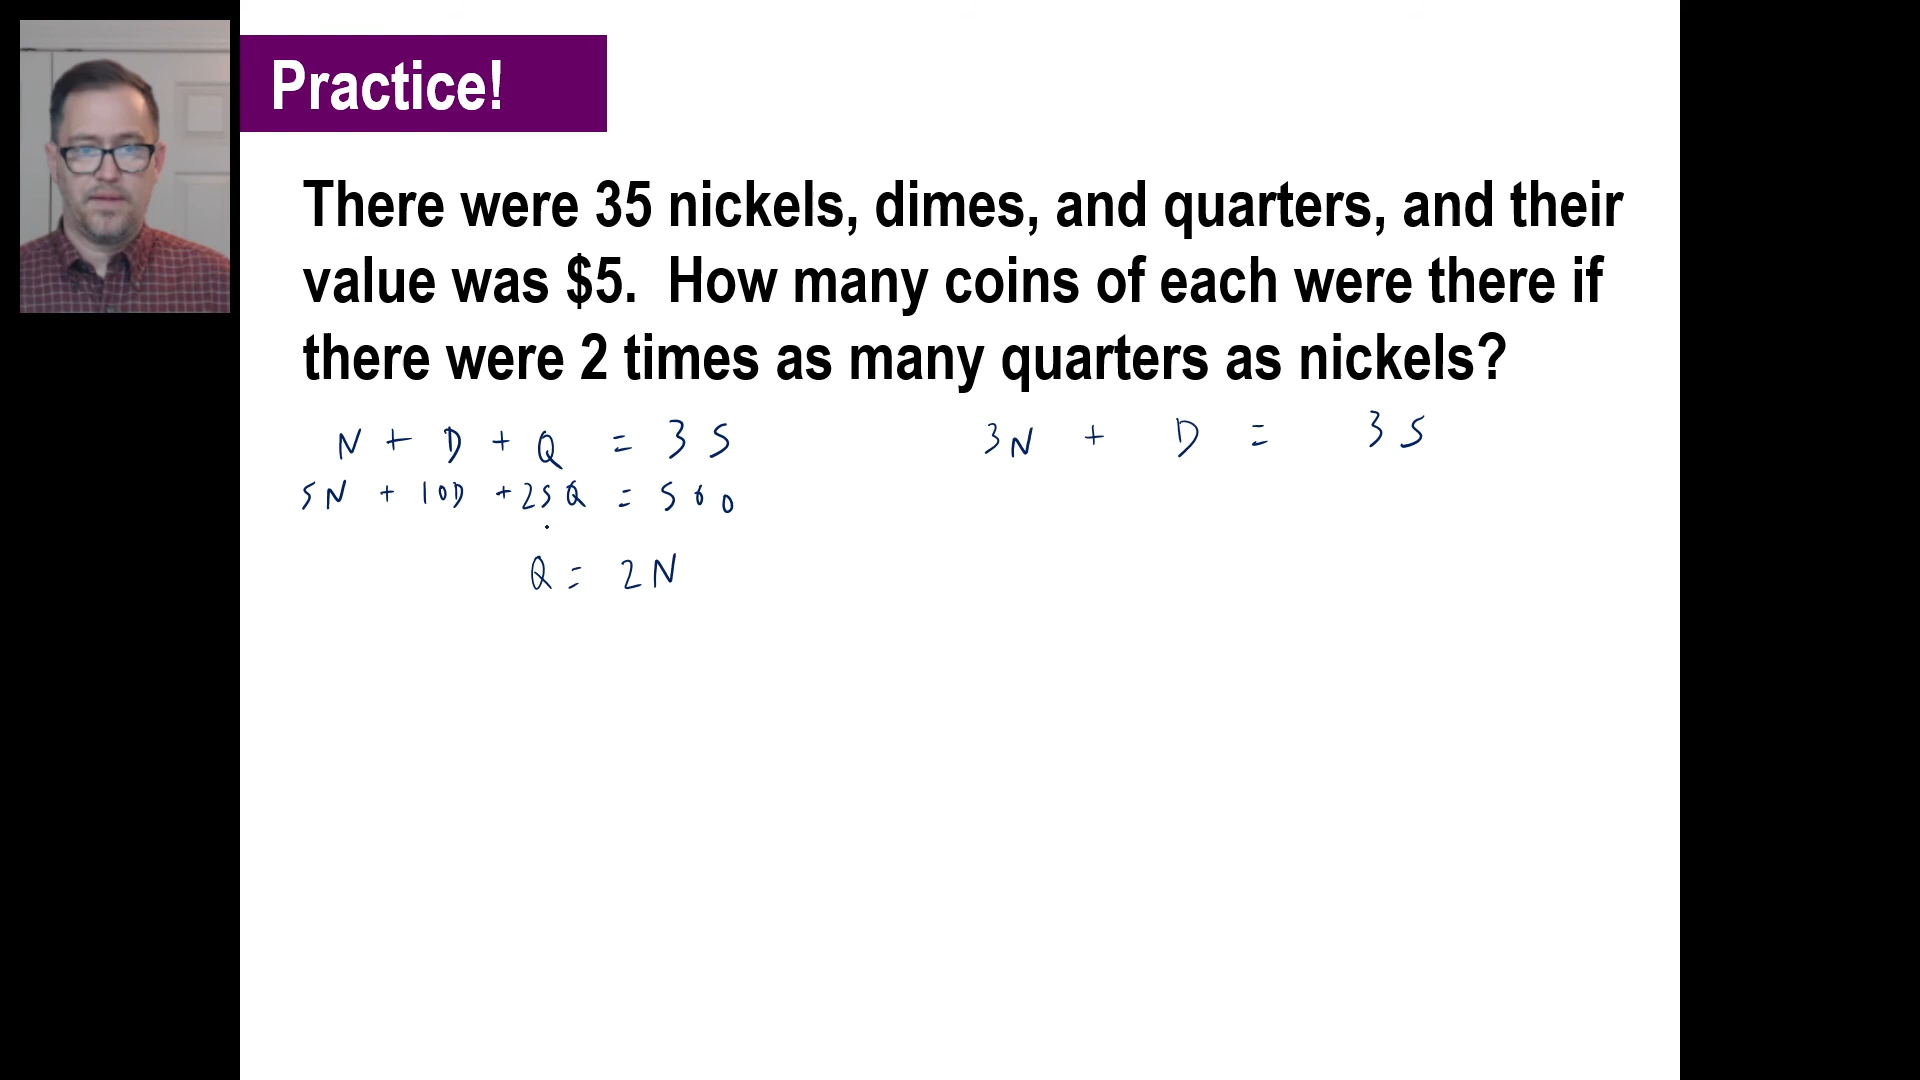 Practice!
There were 35 nickels, dimes, and quarters, and their
value was $5. How many coins of each were there if
there were 2 times as many quarters as nickels?
N + D + Q = 35
3N + D = 35
5N + 10D + 25Q = 500
Q = 2N